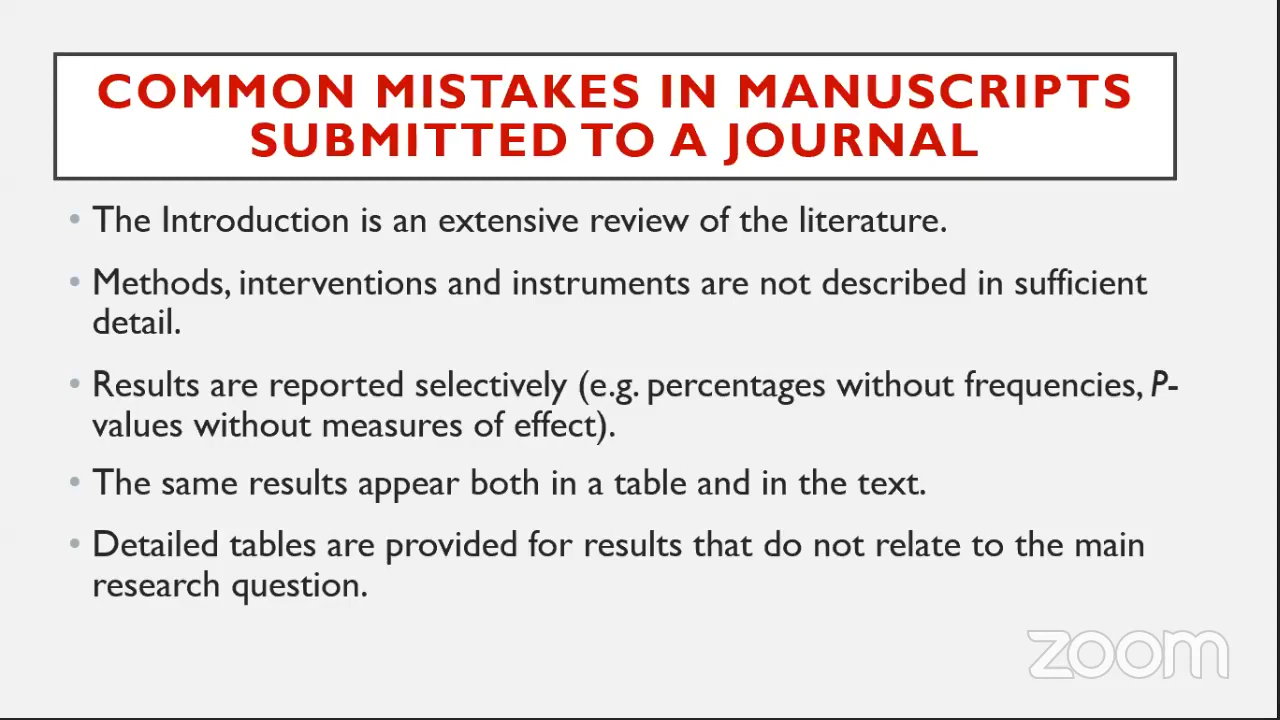 COMMON MISTAKES IN MANUSCRIPTS
SUBMITTED TO A JOURNAL
• The Introduction is an extensive review of the literature.
• Methods, interventions and instruments are not described in sufficient
detail.
• Results are reported selectively (e.g. percentages without frequencies, P-
values without measures of effect).
• The same results appear both in a table and in the text.
• Detailed tables are provided for results that do not relate to the main
research question.
zoom